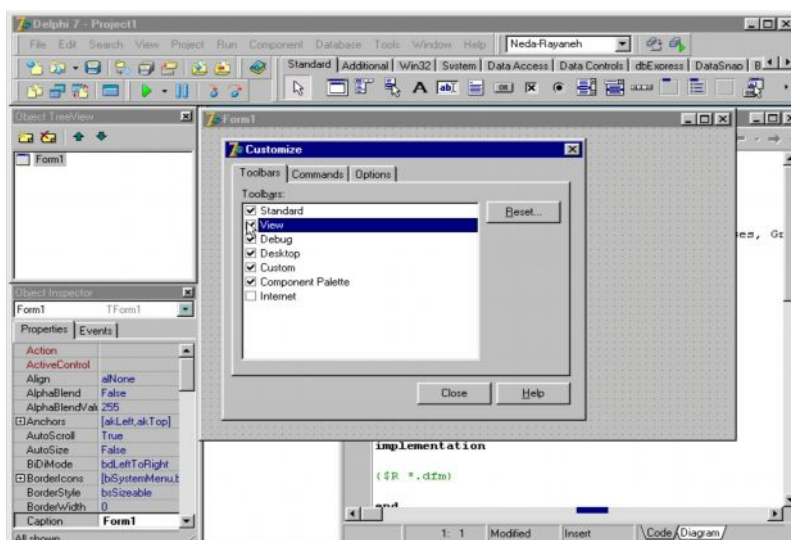 Delphi 7 - Project1
File Edit Search View Project Run Component Database Tools Window Help Neda-Rayaneh
Standard Additional Win32 System Data Access Data Controls dbExpress DataSnap B
Object TreeView
Form1
Form1
Customize
Toolbars Commands Options
Toolbars:
Standard
View
Debug
Desktop
Custom
Component Palette
Internet
Reset...
Close Help
es, Gr
Object Inspector
Form1 TForm1
Properties Events
Action
ActiveControl
Align alNone
AlphaBlend False
AlphaBlendValu 255
Anchors [akLeft,akTop]
AutoScroll True
AutoSize False
BiDiMode bdLeftToRight
BorderIcons [biSystemMenu,b
BorderStyle bsSizeable
BorderWidth 0
Caption Form1
All shown
implementation
{$R *.dfm}
end
1: 1 Modified Insert Code Diagram